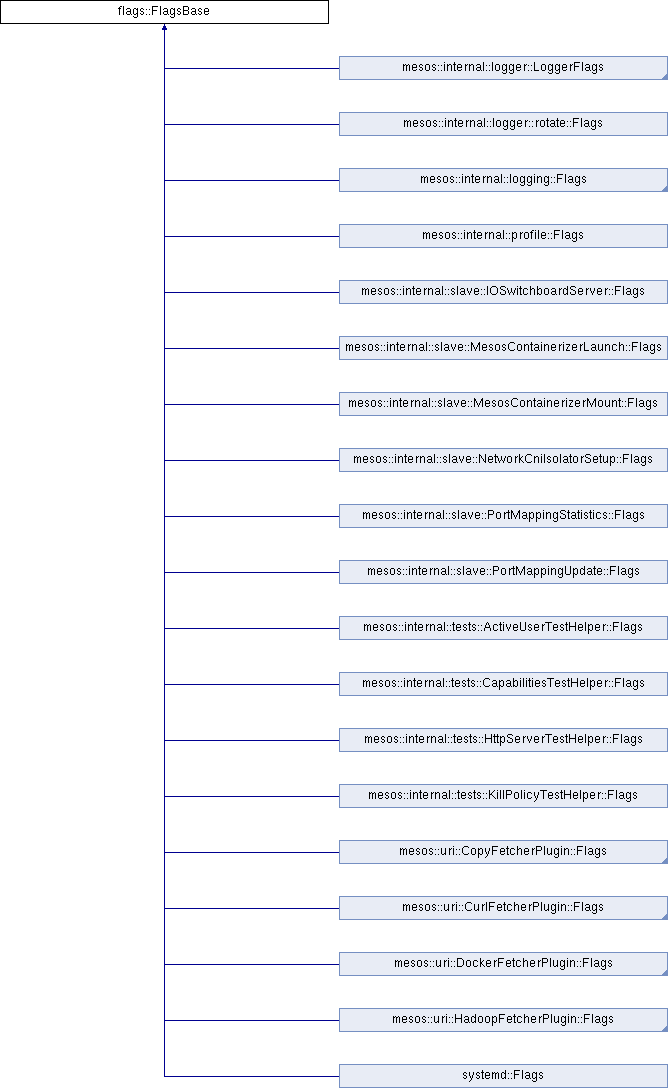 flags::FlagsBase
mesos::internal::logger::LoggerFlags
mesos::internal::logger::rotate::Flags
mesos::internal::logging::Flags
mesos::internal::profile::Flags
mesos::internal::slave::IOSwitchboardServer::Flags
mesos::internal::slave::MesosContainerizerLaunch::Flags
mesos::internal::slave::MesosContainerizerMount::Flags
mesos::internal::slave::NetworkCniIsolatorSetup::Flags
mesos::internal::slave::PortMappingStatistics::Flags
mesos::internal::slave::PortMappingUpdate::Flags
mesos::internal::tests::ActiveUserTestHelper::Flags
mesos::internal::tests::CapabilitiesTestHelper::Flags
mesos::internal::tests::HttpServerTestHelper::Flags
mesos::internal::tests::KillPolicyTestHelper::Flags
mesos::uri::CopyFetcherPlugin::Flags
mesos::uri::CurlFetcherPlugin::Flags
mesos::uri::DockerFetcherPlugin::Flags
mesos::uri::HadoopFetcherPlugin::Flags
systemd::Flags